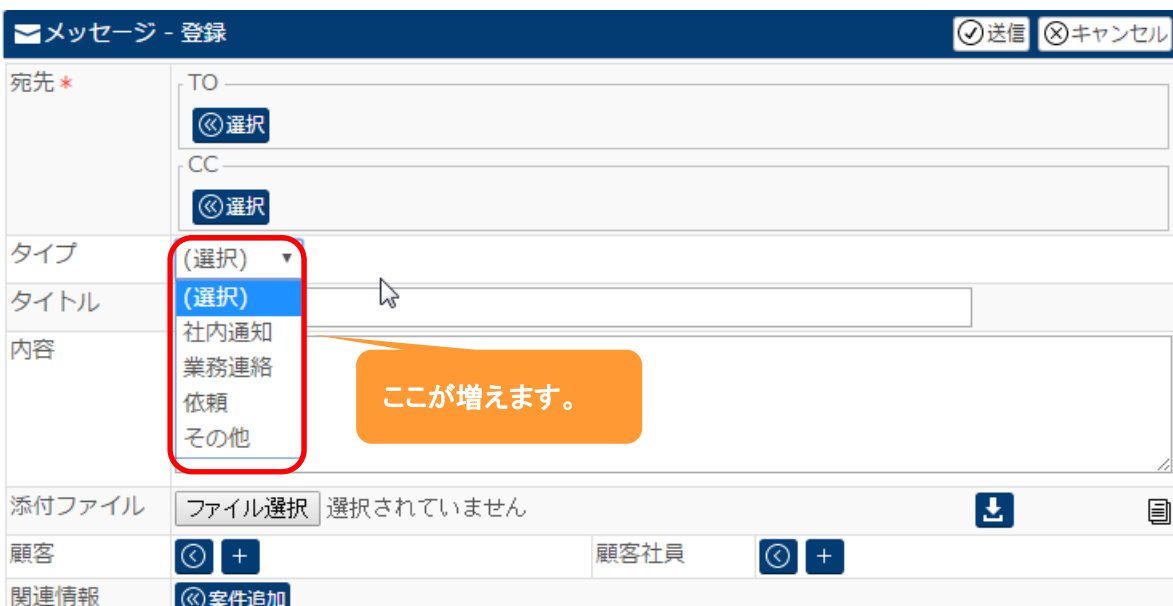 メッセージ - 登録 送信 キャンセル
宛先* TO
選択
CC
選択
タイプ (選択)
(選択)
タイトル
社内通知
内容
業務連絡
ここが増えます。
依頼
その他
添付ファイル ファイル選択 選択されていません
顧客 顧客社員
関連情報 案件追加